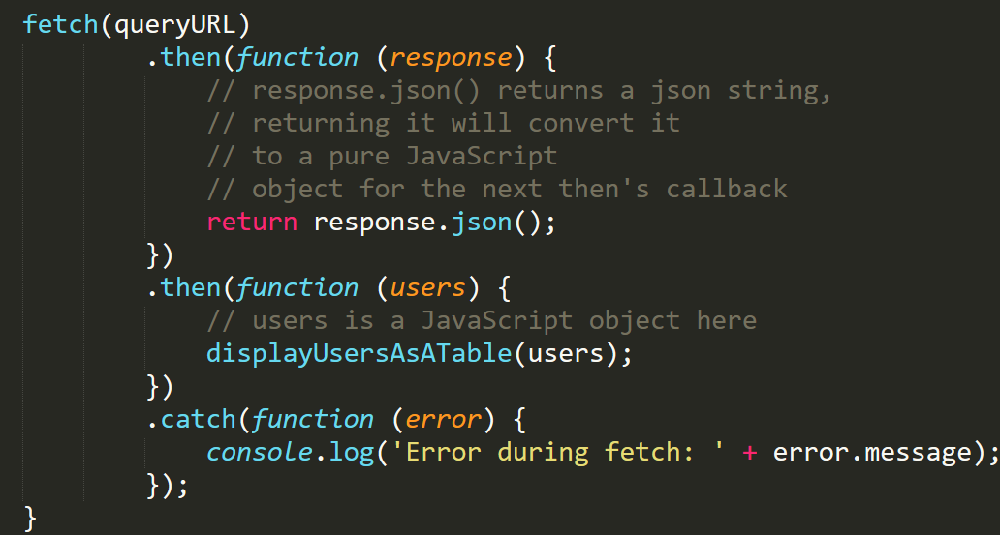 fetch(queryURL)
.then(function (response) {
// response.json() returns a json string,
// returning it will convert it
// to a pure JavaScript
// object for the next then's callback
return response.json();
})
.then(function (users) {
// users is a JavaScript object here
displayUsersAsATable(users);
})
.catch(function (error) {
console.log('Error during fetch: ' + error.message);
});
}